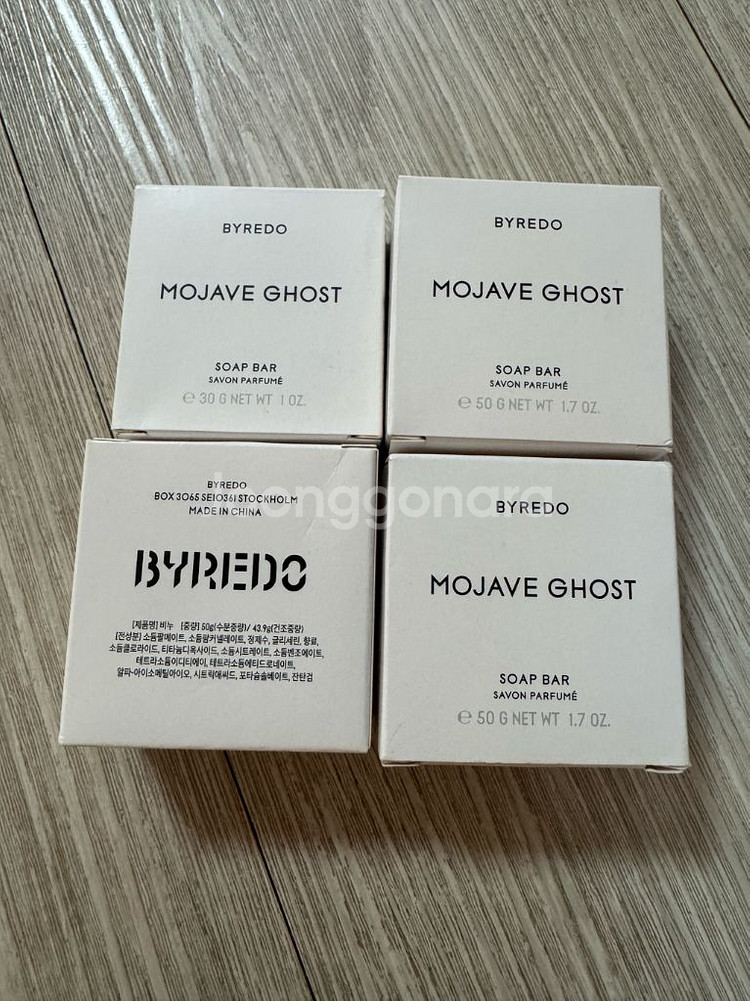 BYREDO
MOJAVE GHOST
SOAP BAR
SAVON PARFUMÉ
℮ 30 G NET WT 1 OZ.
BYREDO
MOJAVE GHOST
SOAP BAR
SAVON PARFUMÉ
℮ 50 G NET WT 1.7 OZ.
BYREDO
BOX 3065 SE10361 STOCKHOLM
MADE IN CHINA
BYREDO
[제품명] 비누 [중량] 50g(수분중량)/ 43.9g(건조중량)
[전성분] 소듐팔메이트, 소듐팜커넬레이트, 정제수, 글리세린, 향료,
소듐클로라이드, 티타늄디옥사이드, 소듐시트레이트, 소듐벤조에이트,
테트라소듐이디티에이, 테트라소듐에티드로네이트,
알파-아이소메틸아이오, 시트릭애씨드, 포타슘솔베이트, 잔탄검
BYREDO
MOJAVE GHOST
SOAP BAR
SAVON PARFUMÉ
℮ 50 G NET WT 1.7 OZ.